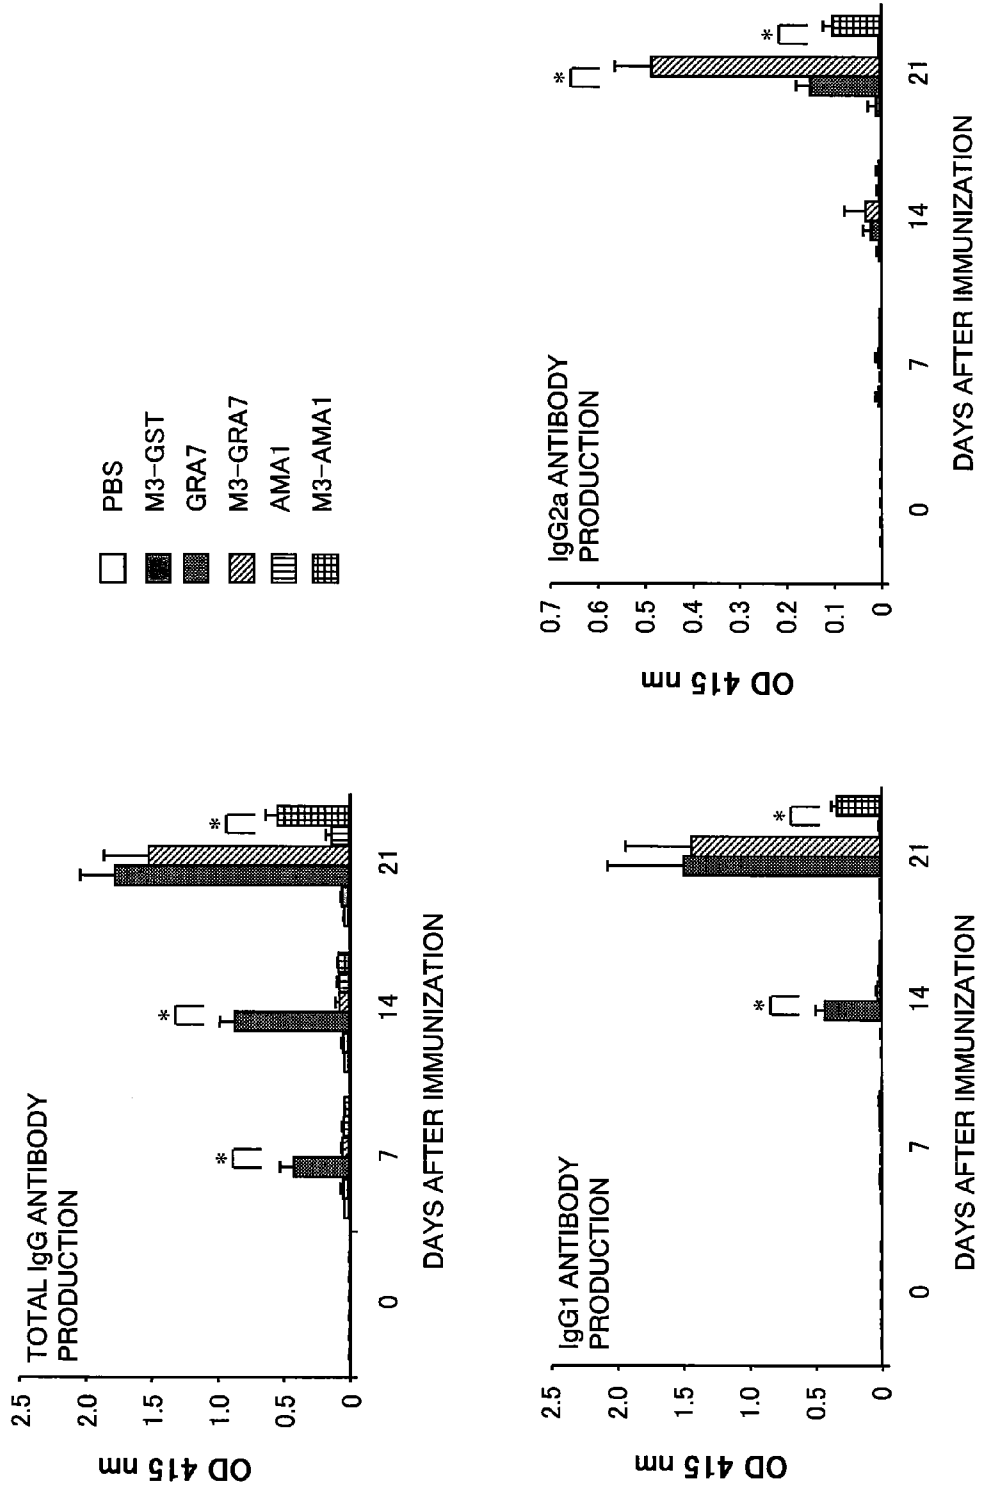 TOTAL IgG ANTIBODY
PRODUCTION
OD 415 nm
2.5
2.0
1.5
1.0
0.5
0
0
7
14
21
DAYS AFTER IMMUNIZATION
*
*
*
PBS
M3-GST
GRA7
M3-GRA7
AMA1
M3-AMA1
IgG1 ANTIBODY
PRODUCTION
OD 415 nm
2.5
2.0
1.5
1.0
0.5
0
0
7
14
21
DAYS AFTER IMMUNIZATION
*
*
IgG2a ANTIBODY
PRODUCTION
OD 415 nm
0.7
0.6
0.5
0.4
0.3
0.2
0.1
0
0
7
14
21
DAYS AFTER IMMUNIZATION
*
*